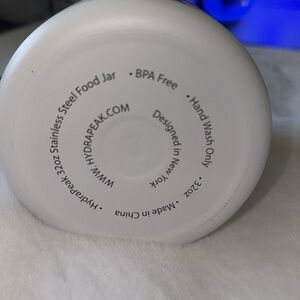 • HydraPeak 32oz Stainless Steel Food Jar • BPA Free • Hand Wash Only • 32oz • Made in China
WWW.HYDRAPEAK.COM
Designed in New York